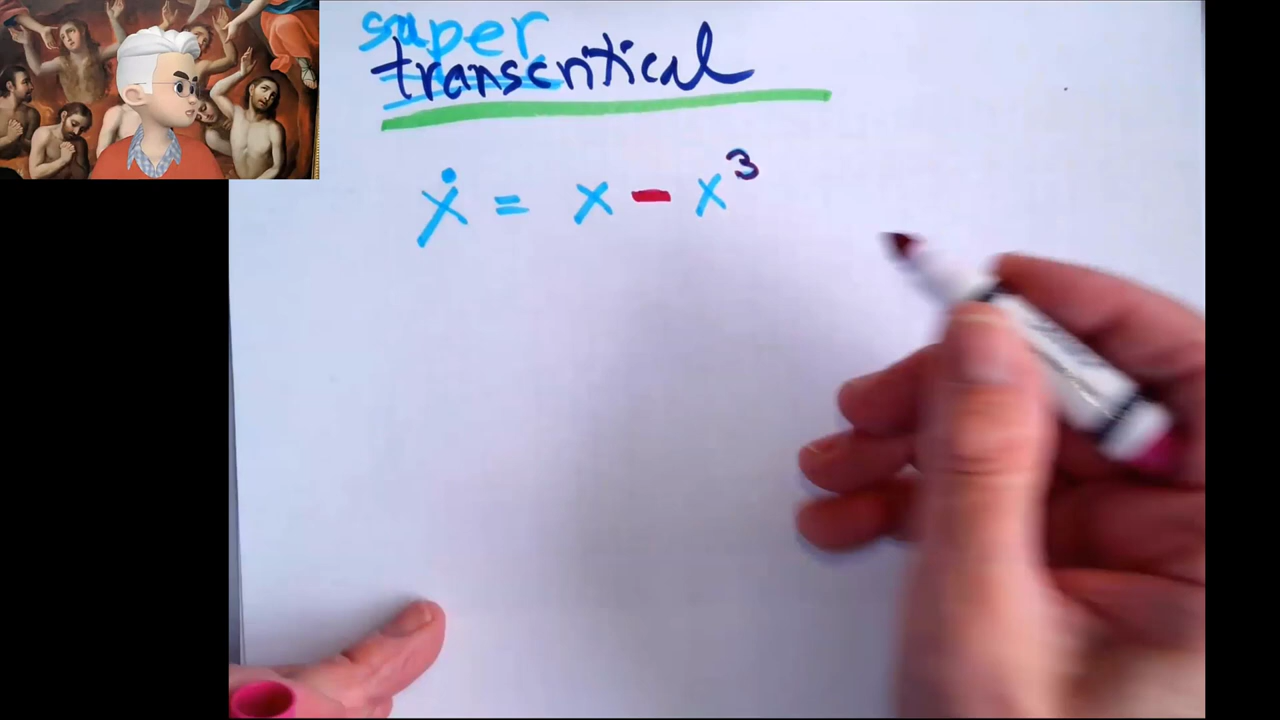 super
transcritical
ẋ = x - x³